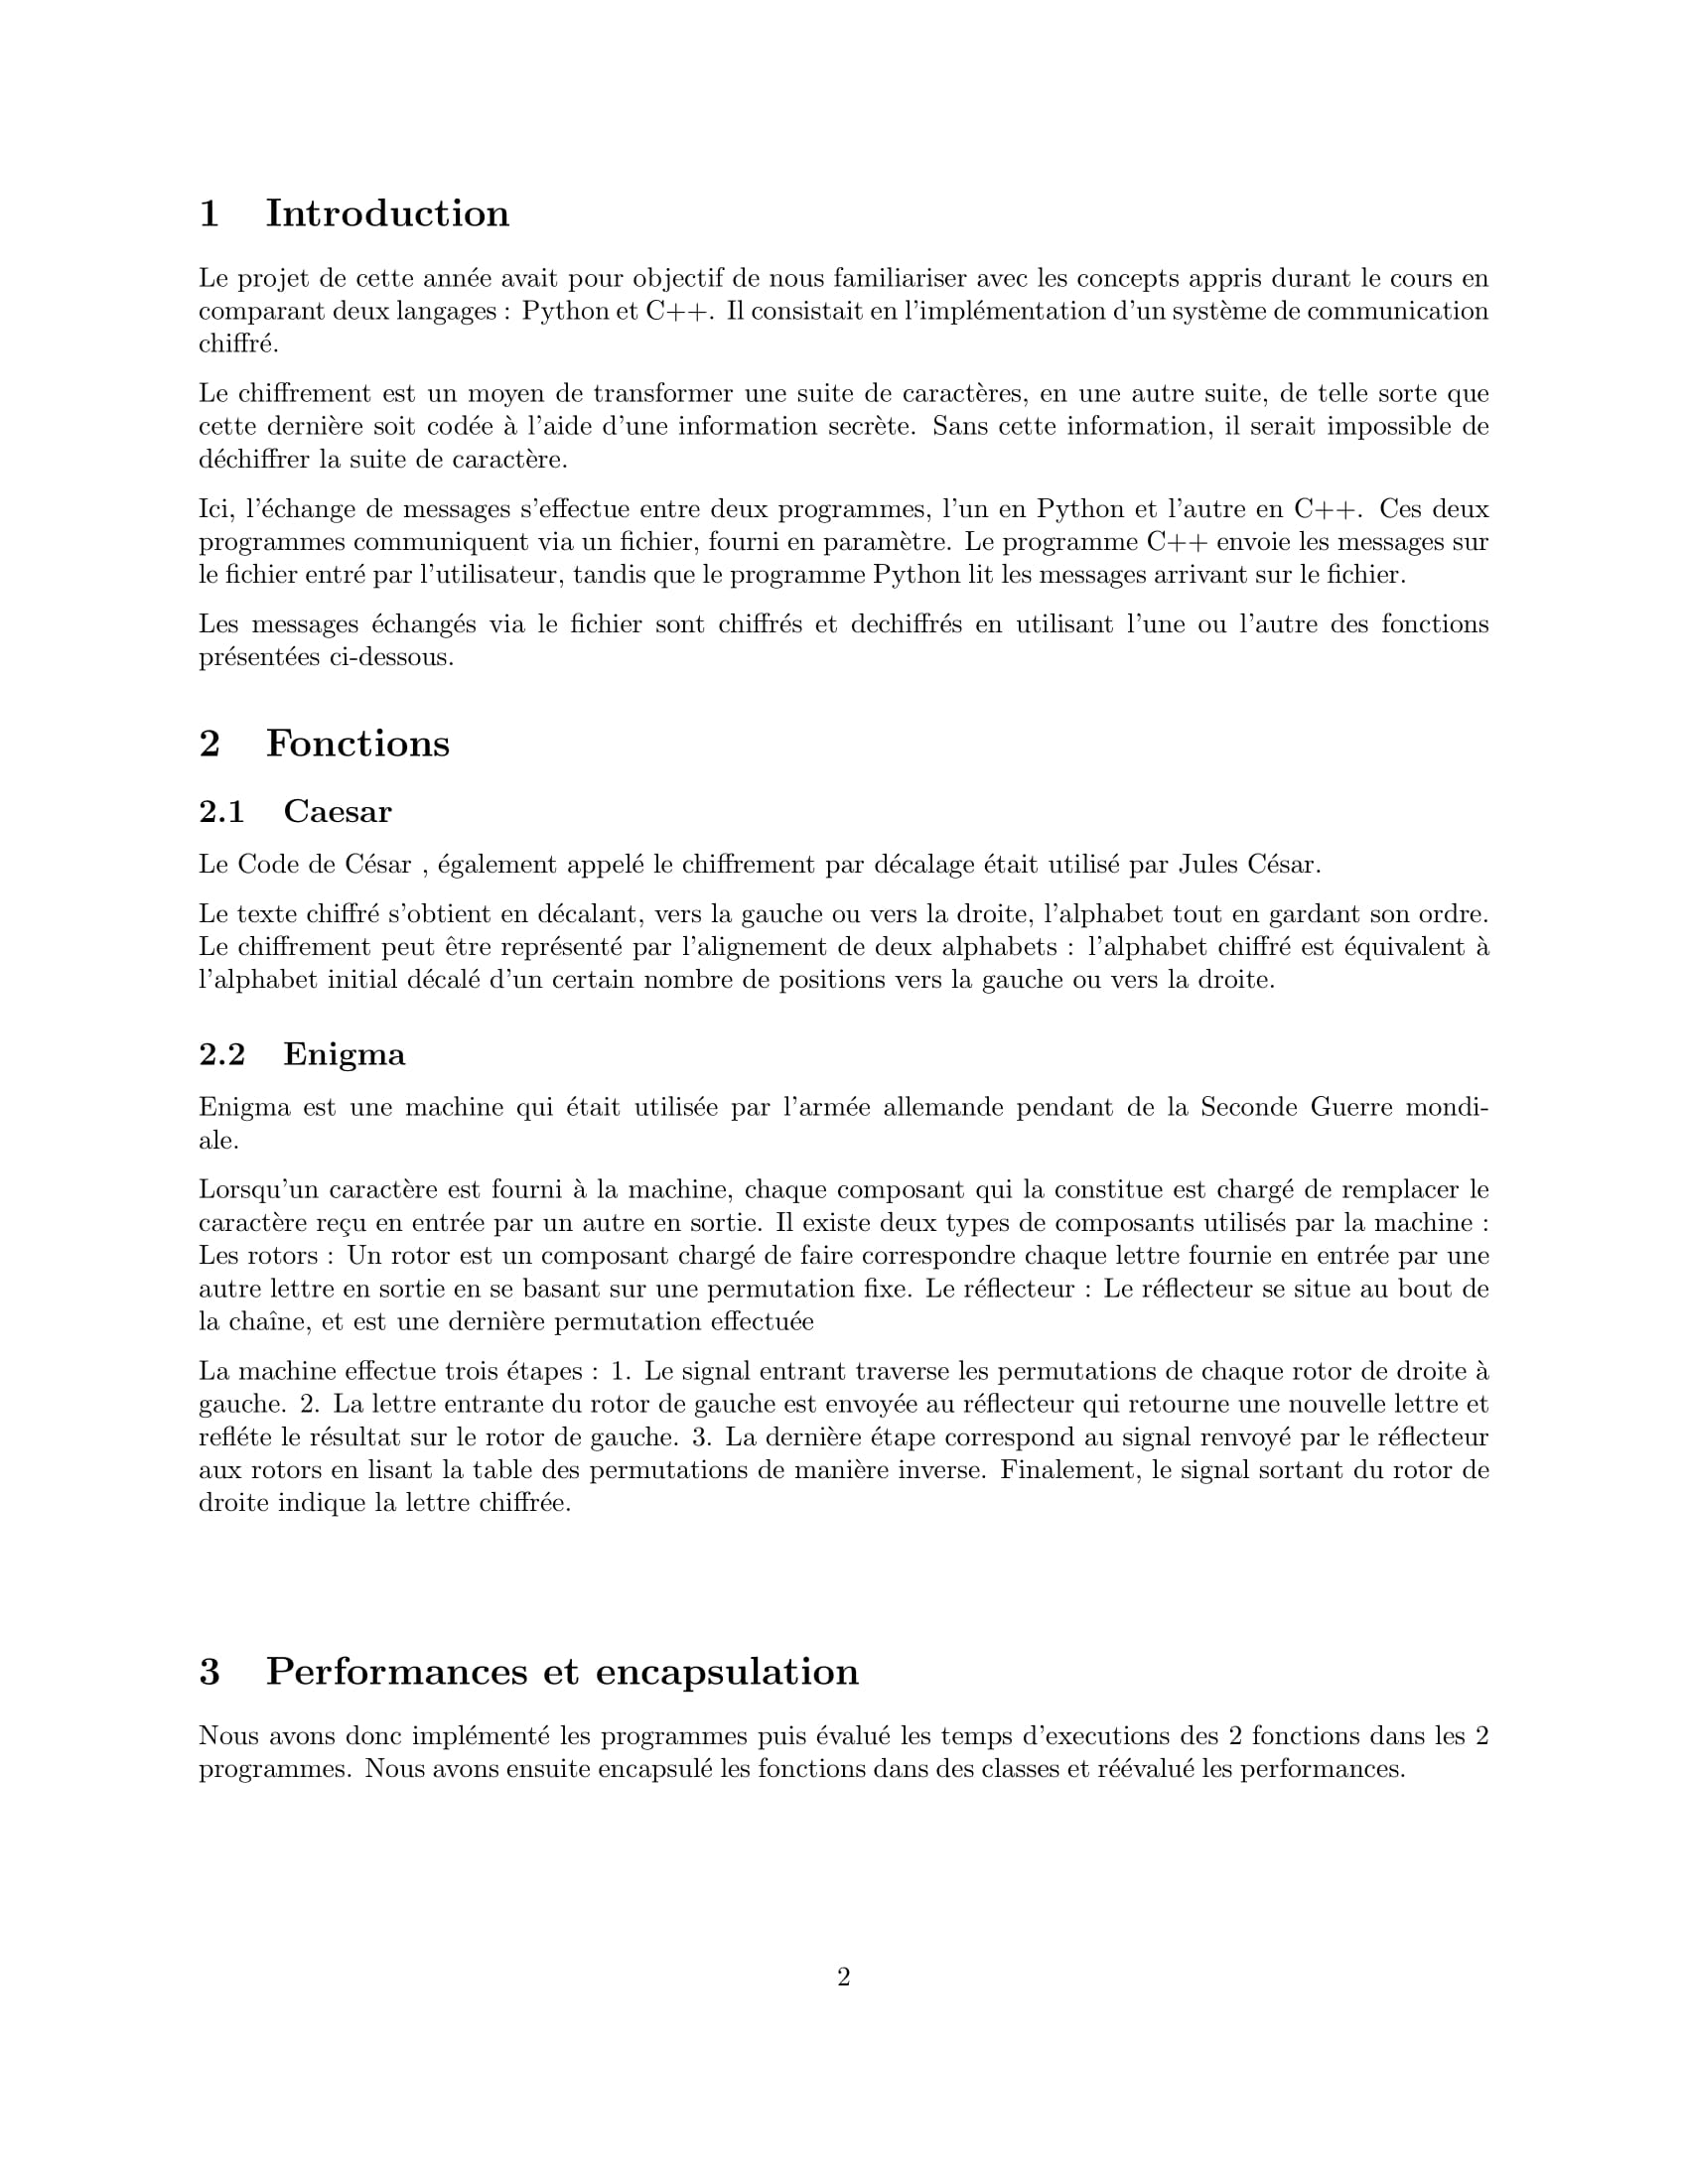 1 Introduction
Le projet de cette année avait pour objectif de nous familiariser avec les concepts appris durant le cours en
comparant deux langages : Python et C++. Il consistait en l'implémentation d'un système de communication
chiffré.
Le chiffrement est un moyen de transformer une suite de caractères, en une autre suite, de telle sorte que
cette dernière soit codée à l'aide d'une information secrète. Sans cette information, il serait impossible de
déchiffrer la suite de caractère.
Ici, l'échange de messages s'effectue entre deux programmes, l'un en Python et l'autre en C++. Ces deux
programmes communiquent via un fichier, fourni en paramètre. Le programme C++ envoie les messages sur
le fichier entré par l'utilisateur, tandis que le programme Python lit les messages arrivant sur le fichier.
Les messages échangés via le fichier sont chiffrés et dechiffrés en utilisant l'une ou l'autre des fonctions
présentées ci-dessous.
2 Fonctions
2.1 Caesar
Le Code de César , également appelé le chiffrement par décalage était utilisé par Jules César.
Le texte chiffré s'obtient en décalant, vers la gauche ou vers la droite, l'alphabet tout en gardant son ordre.
Le chiffrement peut être représenté par l'alignement de deux alphabets : l'alphabet chiffré est équivalent à
l'alphabet initial décalé d'un certain nombre de positions vers la gauche ou vers la droite.
2.2 Enigma
Enigma est une machine qui était utilisée par l'armée allemande pendant de la Seconde Guerre mondi-
ale.
Lorsqu'un caractère est fourni à la machine, chaque composant qui la constitue est chargé de remplacer le
caractère reçu en entrée par un autre en sortie. Il existe deux types de composants utilisés par la machine :
Les rotors : Un rotor est un composant chargé de faire correspondre chaque lettre fournie en entrée par une
autre lettre en sortie en se basant sur une permutation fixe. Le réflecteur : Le réflecteur se situe au bout de
la chaîne, et est une dernière permutation effectuée
La machine effectue trois étapes : 1. Le signal entrant traverse les permutations de chaque rotor de droite à
gauche. 2. La lettre entrante du rotor de gauche est envoyée au réflecteur qui retourne une nouvelle lettre et
refléte le résultat sur le rotor de gauche. 3. La dernière étape correspond au signal renvoyé par le réflecteur
aux rotors en lisant la table des permutations de manière inverse. Finalement, le signal sortant du rotor de
droite indique la lettre chiffrée.
3 Performances et encapsulation
Nous avons donc implémenté les programmes puis évalué les temps d'executions des 2 fonctions dans les 2
programmes. Nous avons ensuite encapsulé les fonctions dans des classes et réévalué les performances.
2